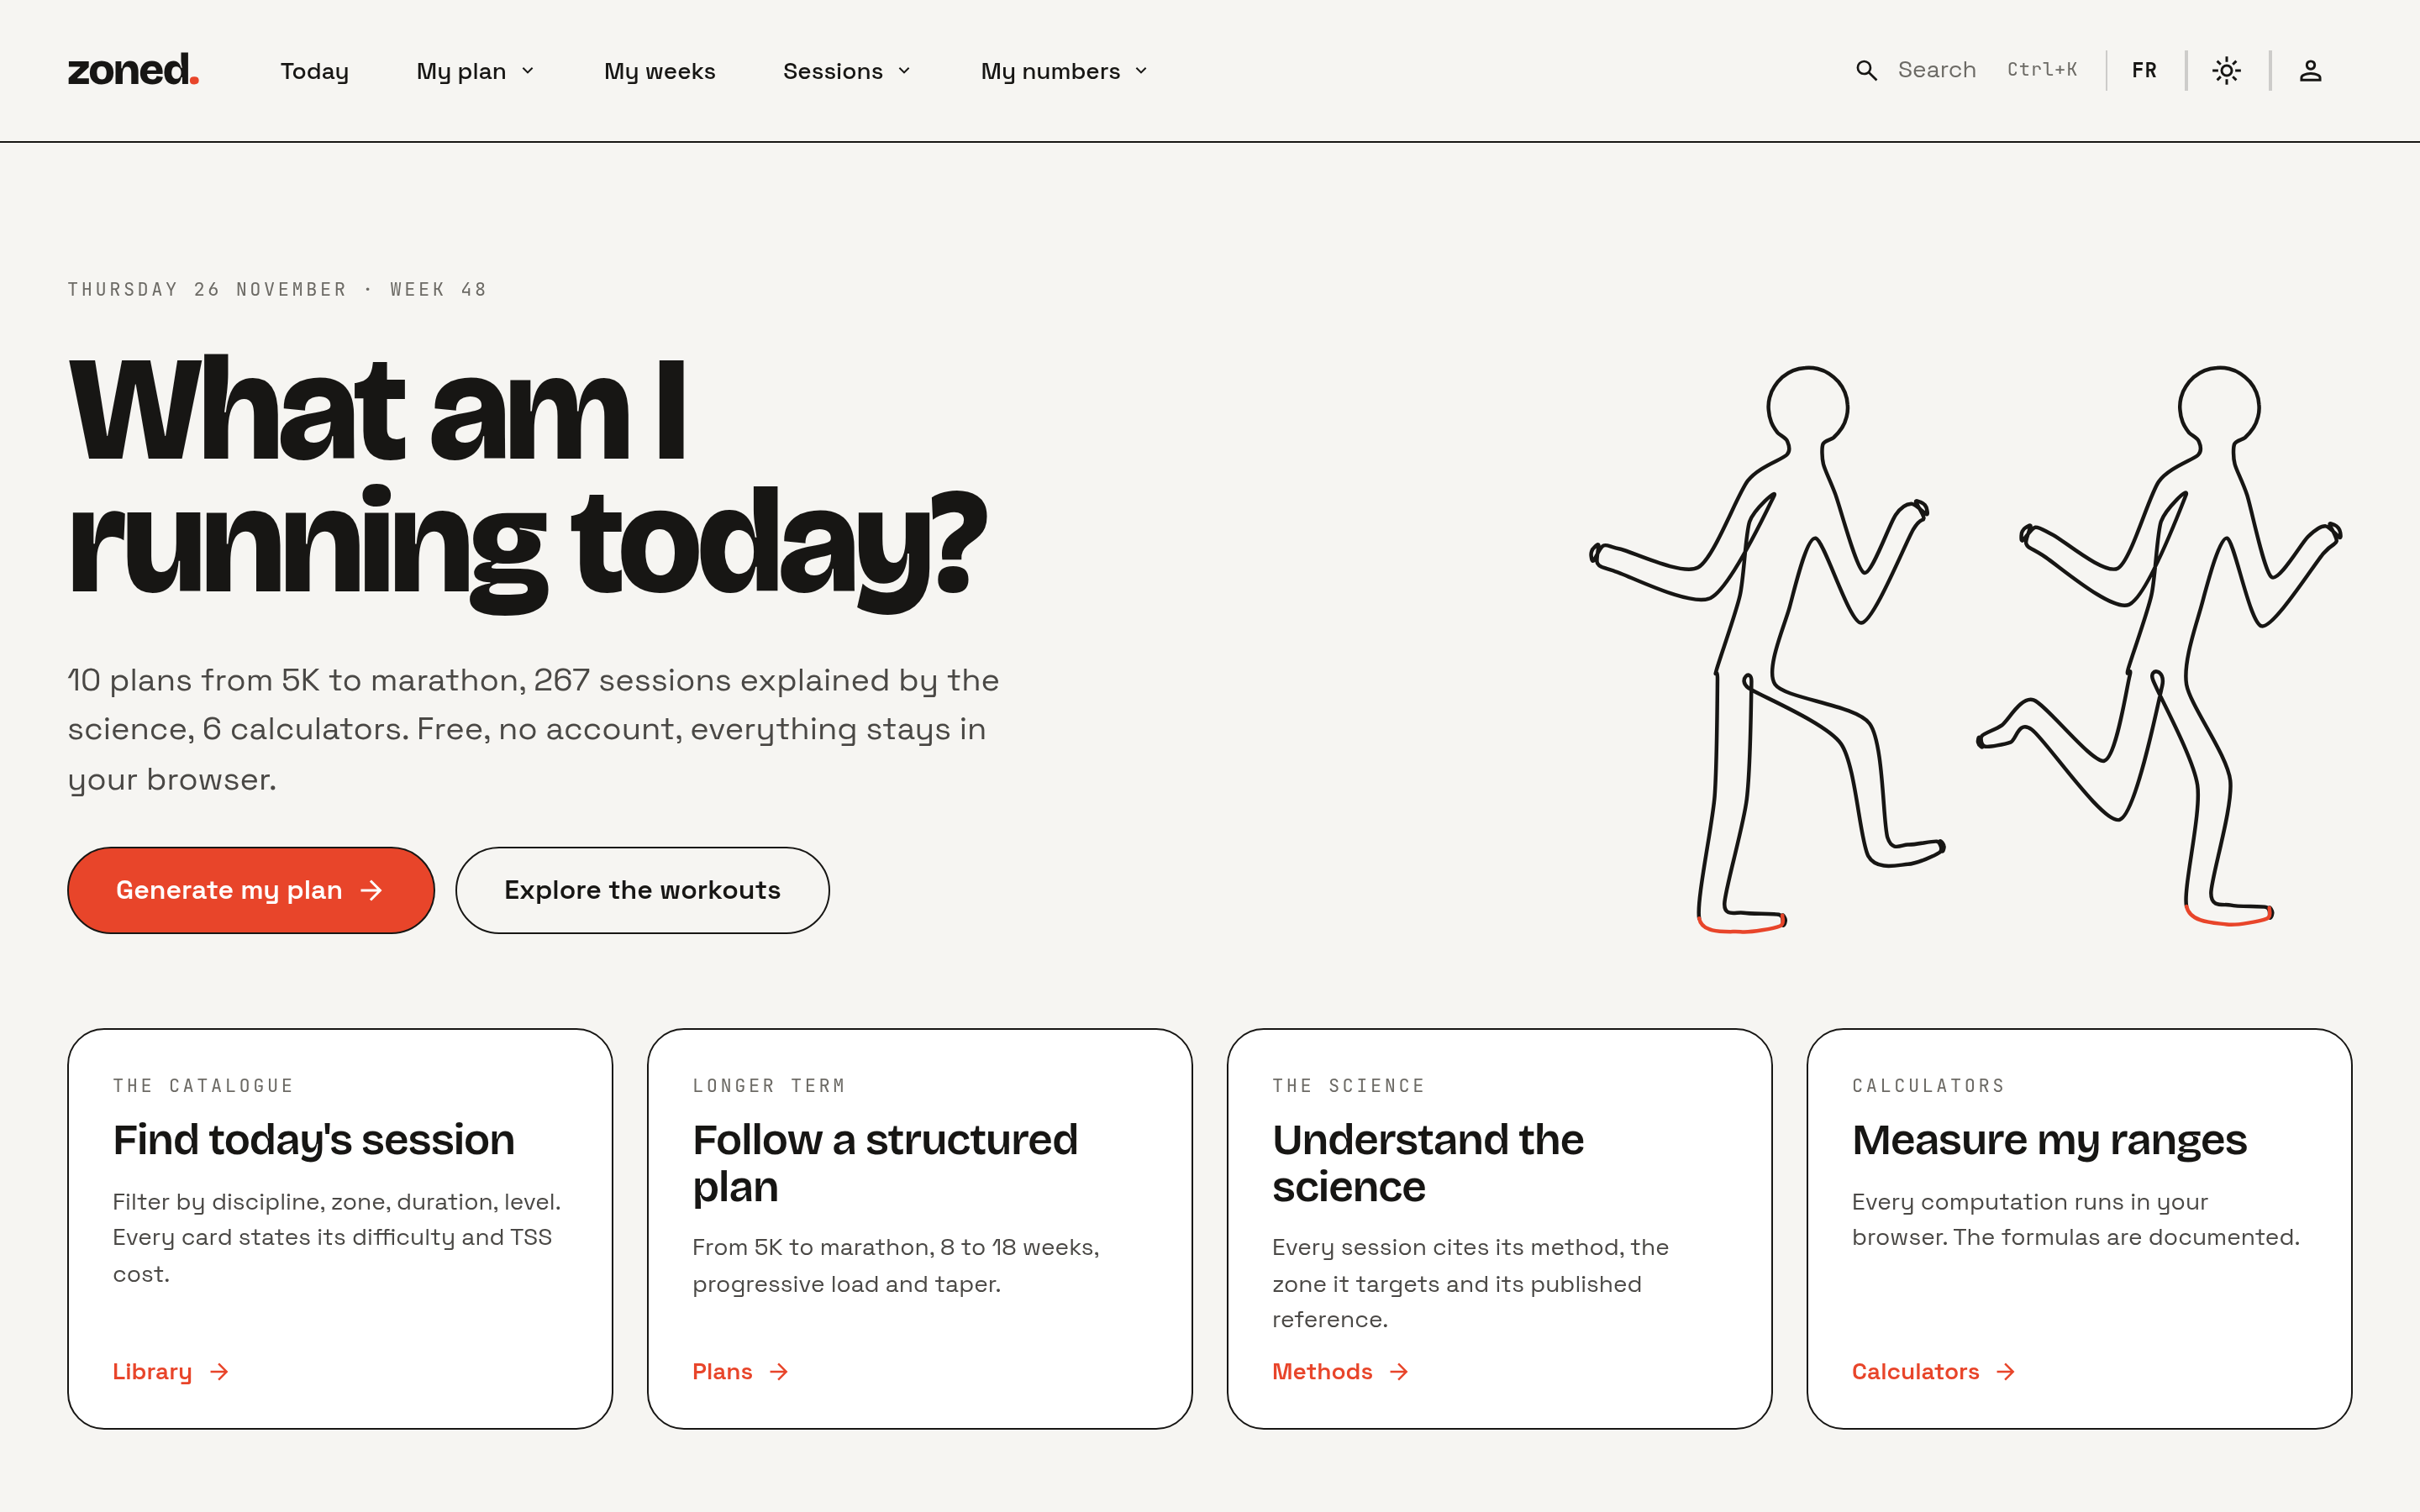 zoned.
Today
My plan
My weeks
Sessions
My numbers
Search
Ctrl+K
FR
THURSDAY 26 NOVEMBER · WEEK 48
What am I
running today?
10 plans from 5K to marathon, 267 sessions explained by the
science, 6 calculators. Free, no account, everything stays in
your browser.
Generate my plan →
Explore the workouts
THE CATALOGUE
Find today's session
Filter by discipline, zone, duration, level.
Every card states its difficulty and TSS
cost.
Library →
LONGER TERM
Follow a structured
plan
From 5K to marathon, 8 to 18 weeks,
progressive load and taper.
Plans →
THE SCIENCE
Understand the
science
Every session cites its method, the
zone it targets and its published
reference.
Methods →
CALCULATORS
Measure my ranges
Every computation runs in your
browser. The formulas are documented.
Calculators →